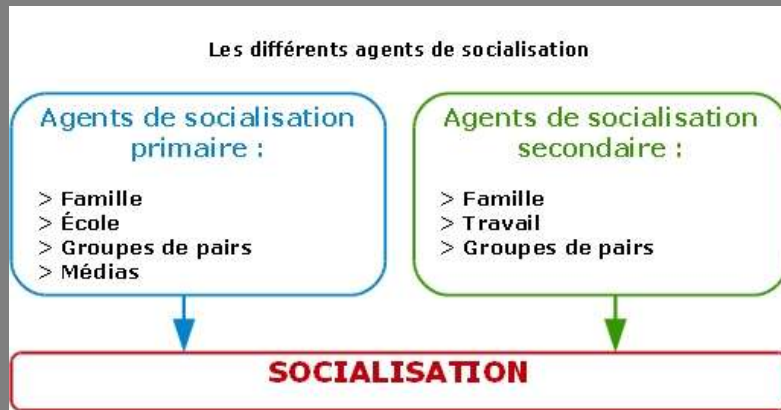 Les différents agents de socialisation
Agents de socialisation
primaire :
> Famille
> École
> Groupes de pairs
> Médias
Agents de socialisation
secondaire :
> Famille
> Travail
> Groupes de pairs
SOCIALISATION